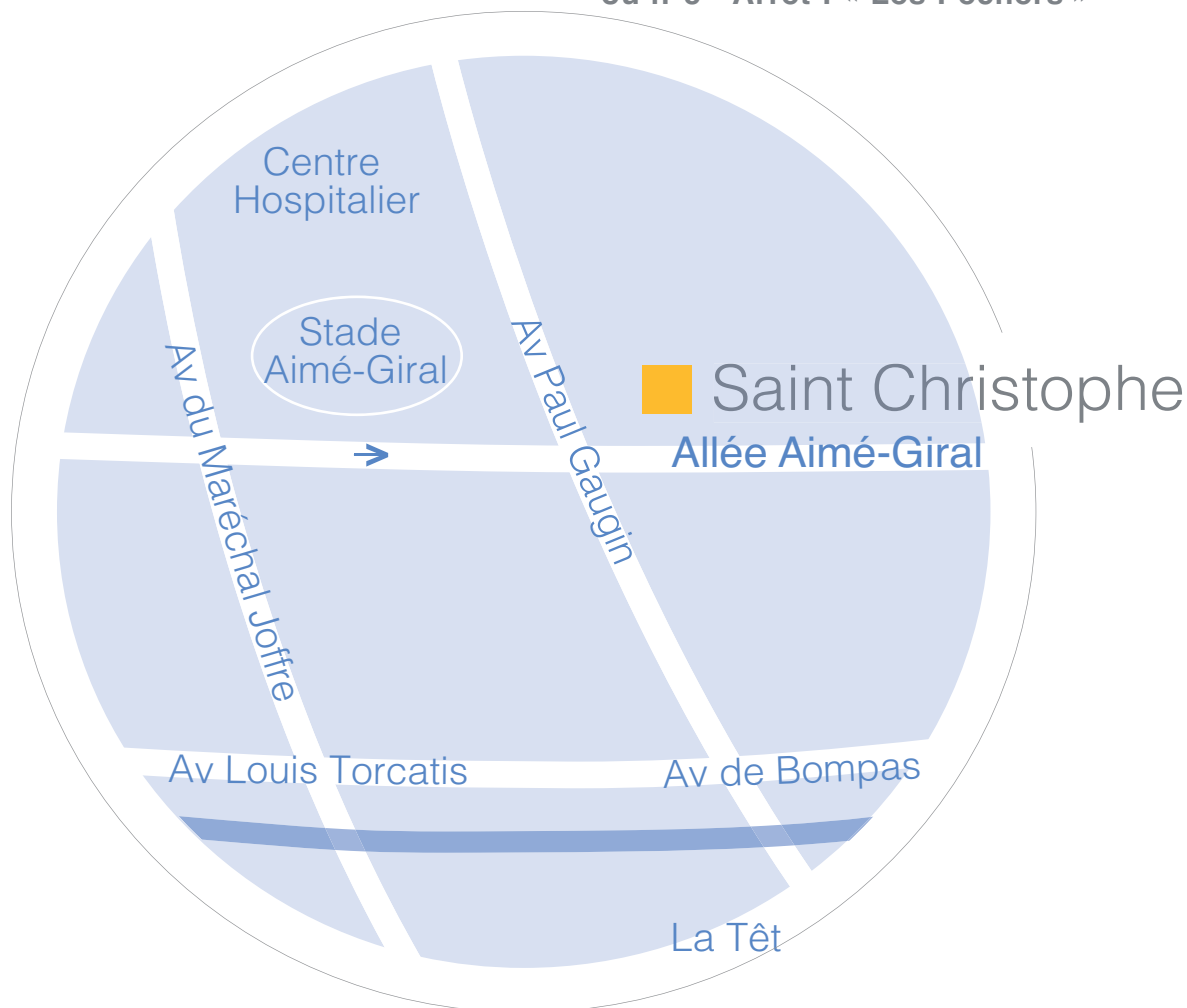 Centre
Hospitalier
Stade
Aimé-Giral
Av du Maréchal Joffre
Av Paul Gaugin
Saint Christophe
Allée Aimé-Giral
Av Louis Torcatis
Av de Bompas
La Têt